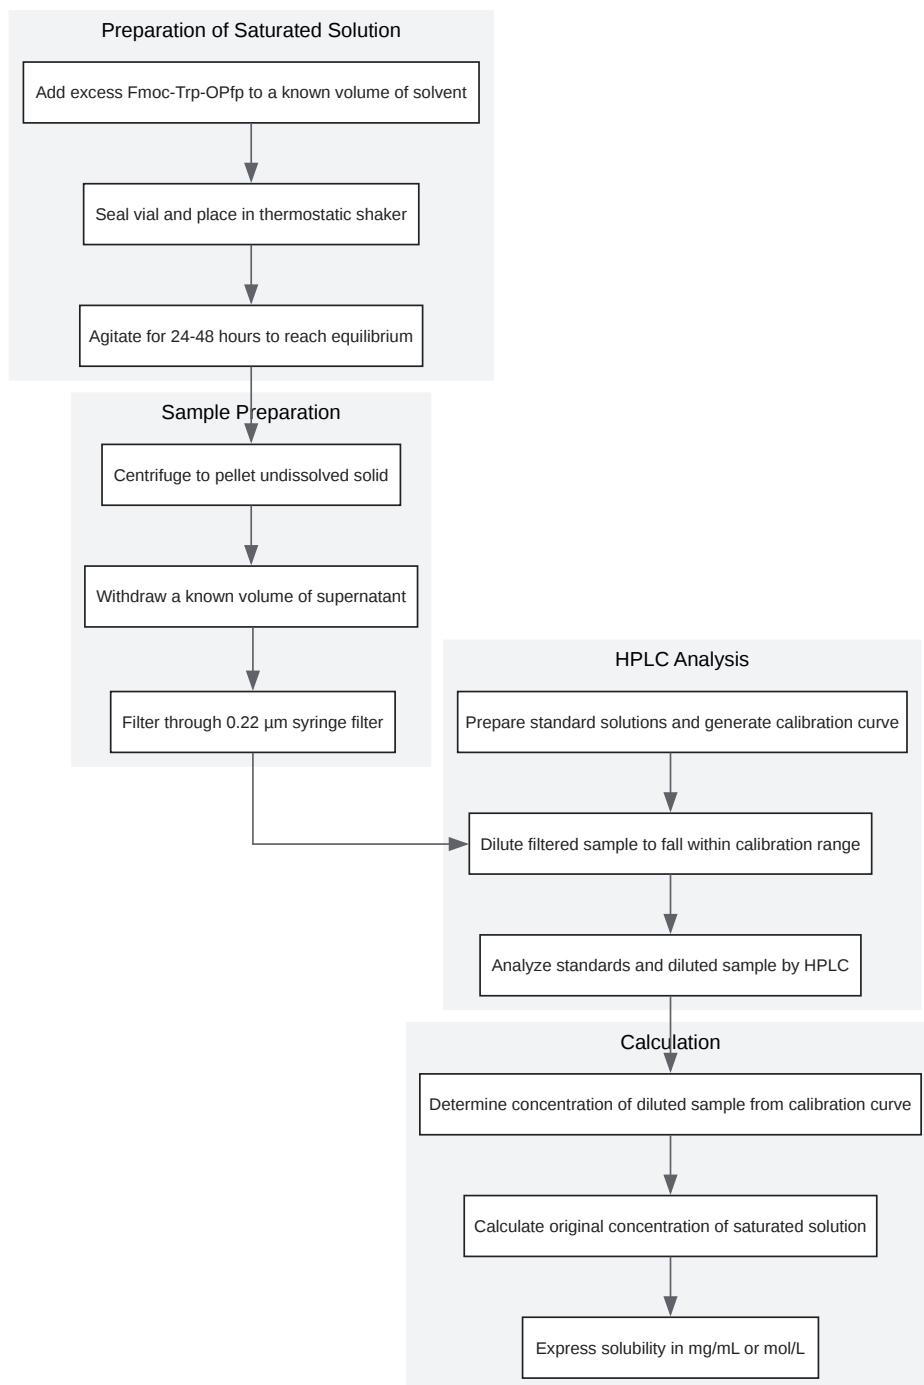 Preparation of Saturated Solution
Add excess Fmoc-Trp-OPfp to a known volume of solvent
Seal vial and place in thermostatic shaker
Agitate for 24-48 hours to reach equilibrium
Sample Preparation
Centrifuge to pellet undissolved solid
Withdraw a known volume of supernatant
Filter through 0.22 µm syringe filter
HPLC Analysis
Prepare standard solutions and generate calibration curve
Dilute filtered sample to fall within calibration range
Analyze standards and diluted sample by HPLC
Calculation
Determine concentration of diluted sample from calibration curve
Calculate original concentration of saturated solution
Express solubility in mg/mL or mol/L